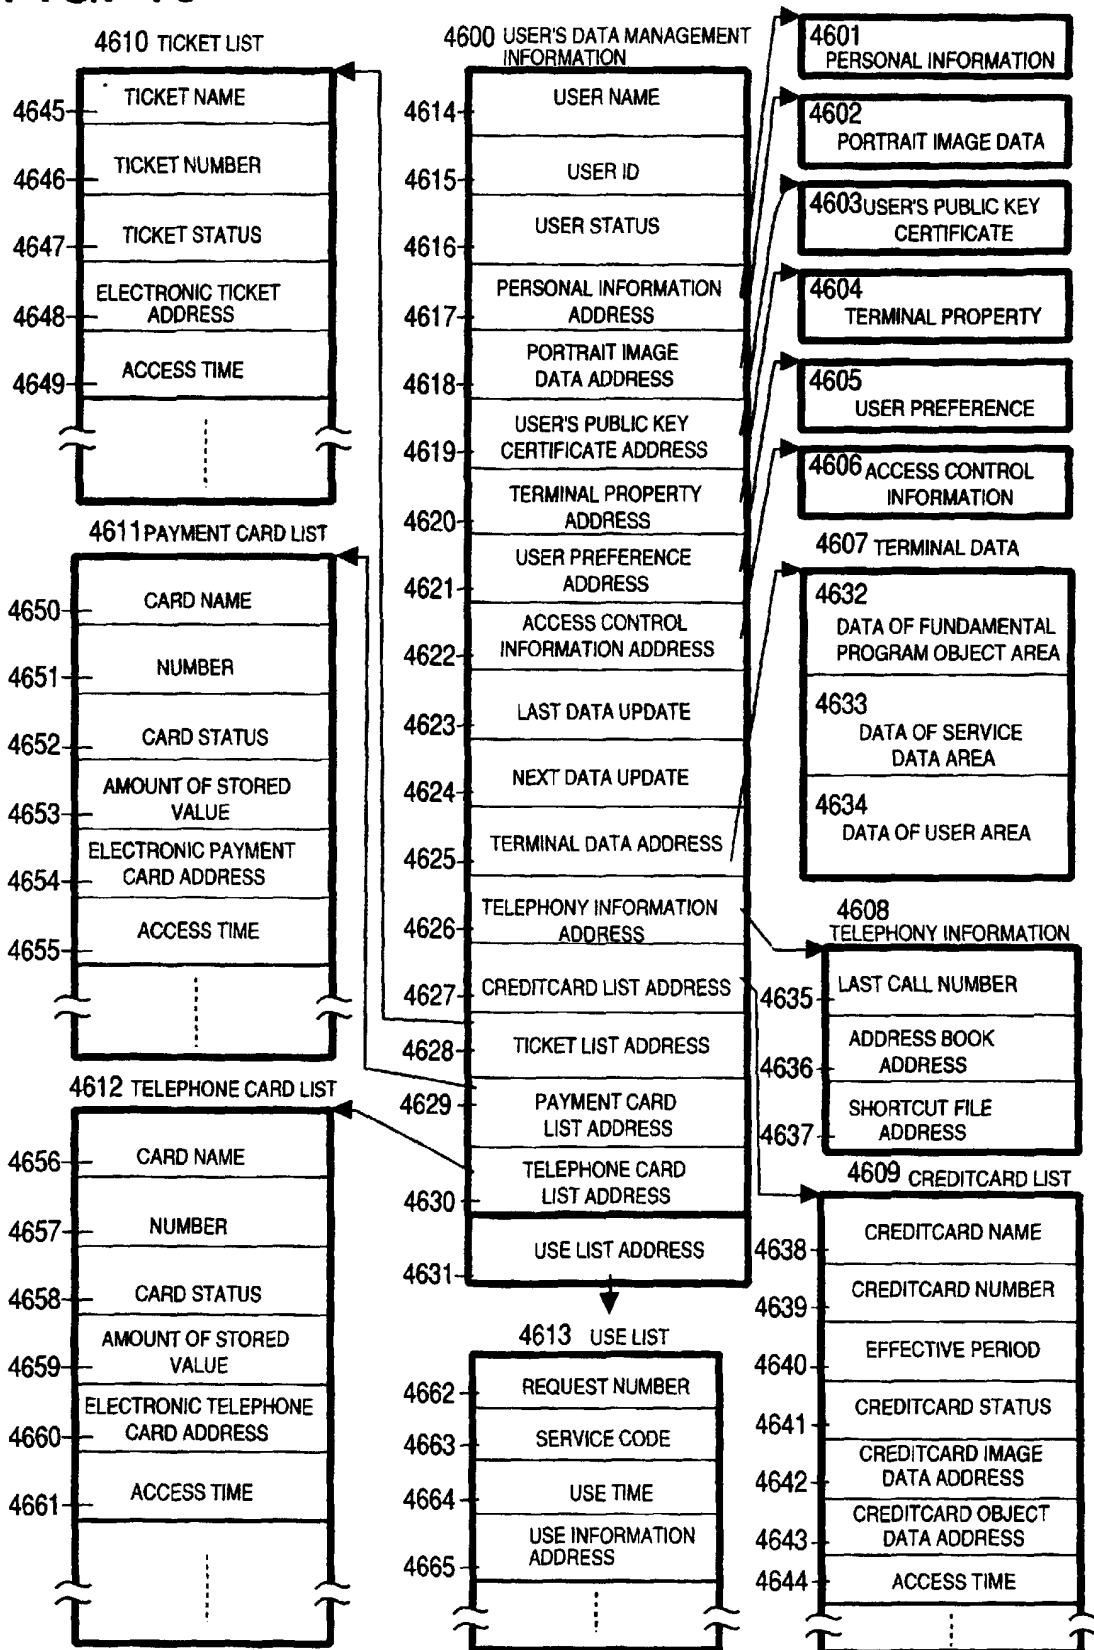 4610 TICKET LIST
4645 TICKET NAME
4646 TICKET NUMBER
4647 TICKET STATUS
4648 ELECTRONIC TICKET
ADDRESS
4649 ACCESS TIME
4611 PAYMENT CARD LIST
4650 CARD NAME
4651 NUMBER
4652 CARD STATUS
4653 AMOUNT OF STORED
VALUE
4654 ELECTRONIC PAYMENT
CARD ADDRESS
4655 ACCESS TIME
4612 TELEPHONE CARD LIST
4656 CARD NAME
4657 NUMBER
4658 CARD STATUS
4659 AMOUNT OF STORED
VALUE
4660 ELECTRONIC TELEPHONE
CARD ADDRESS
4661 ACCESS TIME
4600 USER'S DATA MANAGEMENT
INFORMATION
4614 USER NAME
4615 USER ID
4616 USER STATUS
4617 PERSONAL INFORMATION
ADDRESS
4618 PORTRAIT IMAGE
DATA ADDRESS
4619 USER'S PUBLIC KEY
CERTIFICATE ADDRESS
4620 TERMINAL PROPERTY
ADDRESS
4621 USER PREFERENCE
ADDRESS
4622 ACCESS CONTROL
INFORMATION ADDRESS
4623 LAST DATA UPDATE
4624 NEXT DATA UPDATE
4625 TERMINAL DATA ADDRESS
4626 TELEPHONY INFORMATION
ADDRESS
4627 CREDITCARD LIST ADDRESS
4628 TICKET LIST ADDRESS
4629 PAYMENT CARD
LIST ADDRESS
4630 TELEPHONE CARD
LIST ADDRESS
4631 USE LIST ADDRESS
4613 USE LIST
4662 REQUEST NUMBER
4663 SERVICE CODE
4664 USE TIME
4665 USE INFORMATION
ADDRESS
4601
PERSONAL INFORMATION
4602
PORTRAIT IMAGE DATA
4603 USER'S PUBLIC KEY
CERTIFICATE
4604
TERMINAL PROPERTY
4605
USER PREFERENCE
4606 ACCESS CONTROL
INFORMATION
4607 TERMINAL DATA
4632
DATA OF FUNDAMENTAL
PROGRAM OBJECT AREA
4633
DATA OF SERVICE
DATA AREA
4634
DATA OF USER AREA
4608
TELEPHONY INFORMATION
4635 LAST CALL NUMBER
4636 ADDRESS BOOK
ADDRESS
4637 SHORTCUT FILE
ADDRESS
4609 CREDITCARD LIST
4638 CREDITCARD NAME
4639 CREDITCARD NUMBER
4640 EFFECTIVE PERIOD
4641 CREDITCARD STATUS
4642 CREDITCARD IMAGE
DATA ADDRESS
4643 CREDITCARD OBJECT
DATA ADDRESS
4644 ACCESS TIME